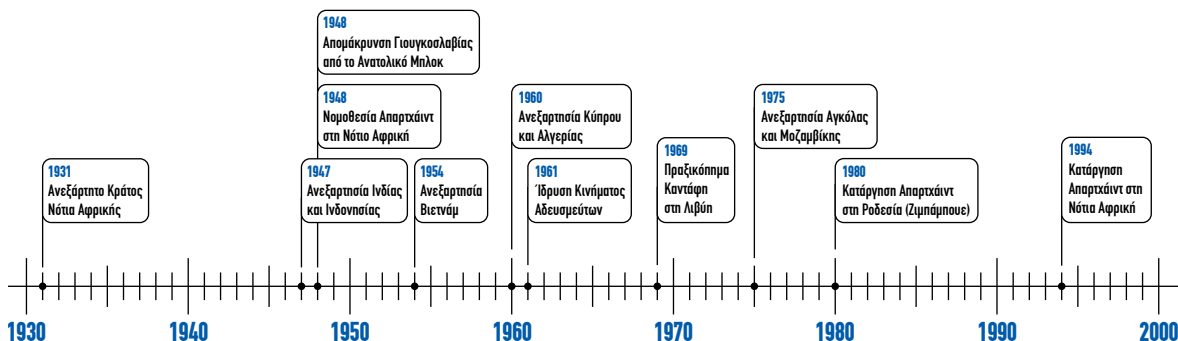 1948
Απομάκρυνση Γιουγκοσλαβίας
από το Ανατολικό Μπλοκ
1948
Νομοθεσία Απαρτχάιντ
στη Νότιο Αφρική
1960
Ανεξαρτησία Κύπρου
και Αλγερίας
1975
Ανεξαρτησία Αγκόλας
και Μοζαμβίκης
1931
Ανεξάρτητο Κράτος
Νότια Αφρικής
1947
Ανεξαρτησία Ινδίας
και Ινδονησίας
1954
Ανεξαρτησία
Βιετνάμ
1961
Ίδρυση Κινήματος
Αδευσμεύτων
1969
Πραξικόπημα
Καντάφη
στη Λιβύη
1980
Κατάργηση Απαρτχάιντ
στη Ροδεσία (Ζιμπάμπουε)
1994
Κατάργηση
Απαρτχάιντ στη
Νότια Αφρική
1930 1940 1950 1960 1970 1980 1990 2000